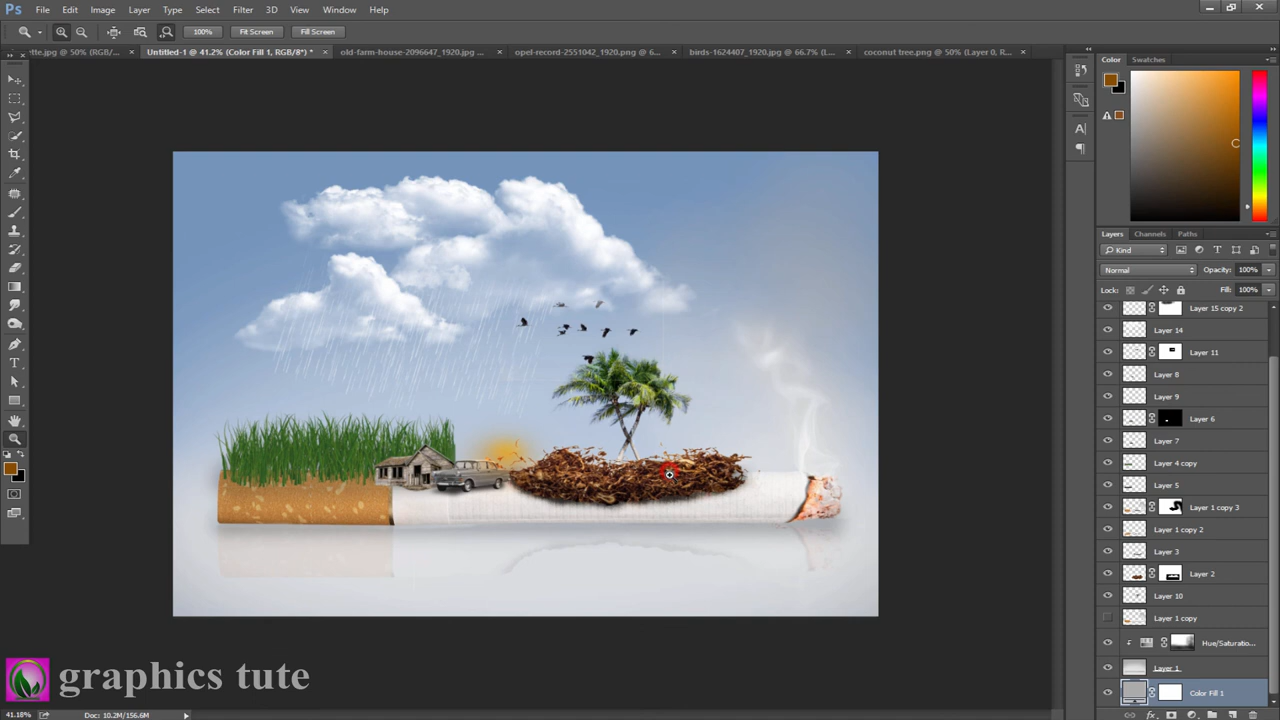 Ps File Edit Image Layer Type Select Filter 3D View Window Help
100% Fit Screen Fill Screen
ette.jpg @ 50% (RGB/... × Untitled-1 @ 41.2% (Color Fill 1, RGB/8*) * × old-farm-house-2096647_1920.jpg ... × opel-record-2551042_1920.png @ 6... × birds-1624407_1920 @ 66.7% (L... × coconut tree.png @ 50% (Layer 0, R... ×
Color Swatches
Layers Channels Paths
Kind
Normal Opacity: 100%
Lock: Fill: 100%
Layer 15 copy 2
Layer 14
Layer 11
Layer 8
Layer 9
Layer 6
Layer 7
Layer 4 copy
Layer 5
Layer 1 copy 3
Layer 1 copy 2
Layer 3
Layer 2
Layer 10
Layer 1 copy
Hue/Saturatio...
Layer 1
Color Fill 1
graphics tute
41.18% Doc: 10.2M/156.6M